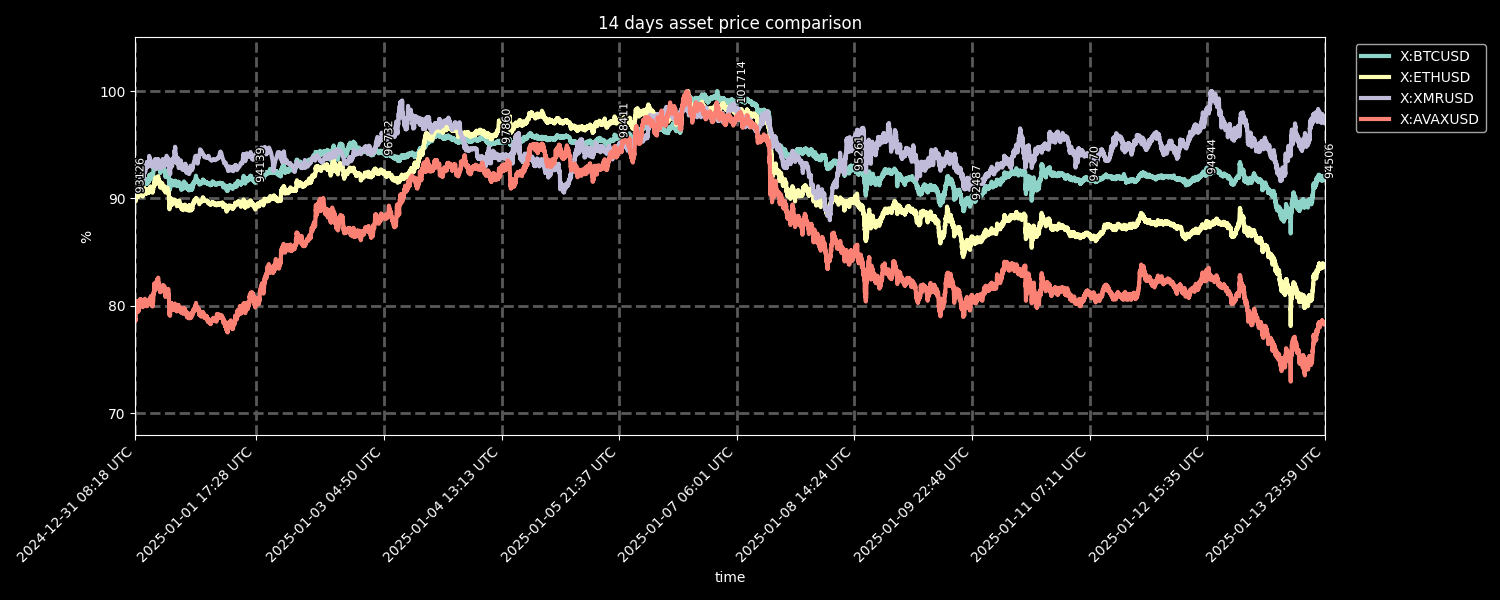 14 days asset price comparison
X:BTCUSD
X:ETHUSD
X:XMRUSD
X:AVAXUSD
100
90
80
70
%
93126
94139
96732
97860
98411
101714
95261
92487
94270
94944
94506
2024-12-31 08:18 UTC
2025-01-01 17:28 UTC
2025-01-03 04:50 UTC
2025-01-04 13:13 UTC
2025-01-05 21:37 UTC
2025-01-07 06:01 UTC
2025-01-08 14:24 UTC
2025-01-09 22:48 UTC
2025-01-11 07:11 UTC
2025-01-12 15:35 UTC
2025-01-13 23:59 UTC
time